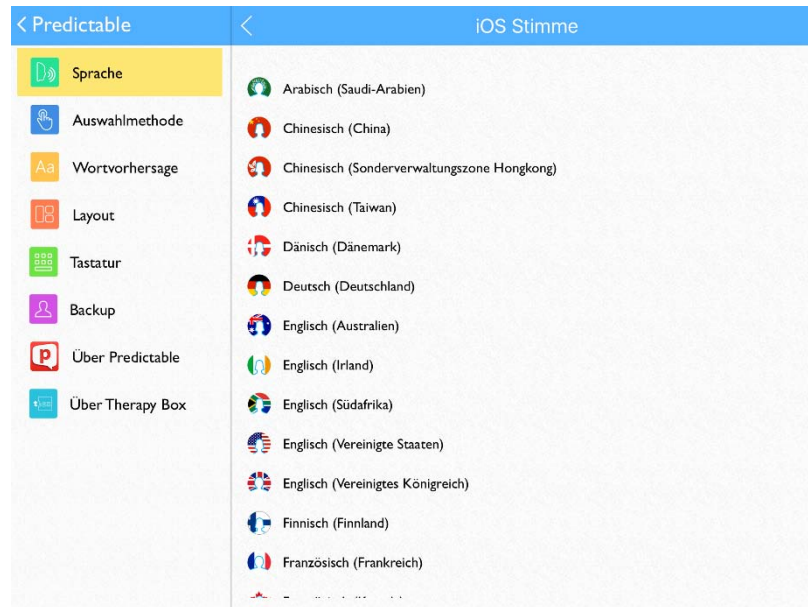 Predictable
Sprache
Auswahlmethode
Aa Wortvorhersage
Layout
Tastatur
Backup
p Über Predictable
Über Therapy Box
iOS Stimme
Arabisch (Saudi-Arabien)
Chinesisch (China)
Chinesisch (Sonderverwaltungszone Hongkong)
Chinesisch (Taiwan)
Dänisch (Dänemark)
Deutsch (Deutschland)
Englisch (Australien)
Englisch (Irland)
Englisch (Südafrika)
Englisch (Vereinigte Staaten)
Englisch (Vereinigtes Königreich)
Finnisch (Finnland)
Französisch (Frankreich)